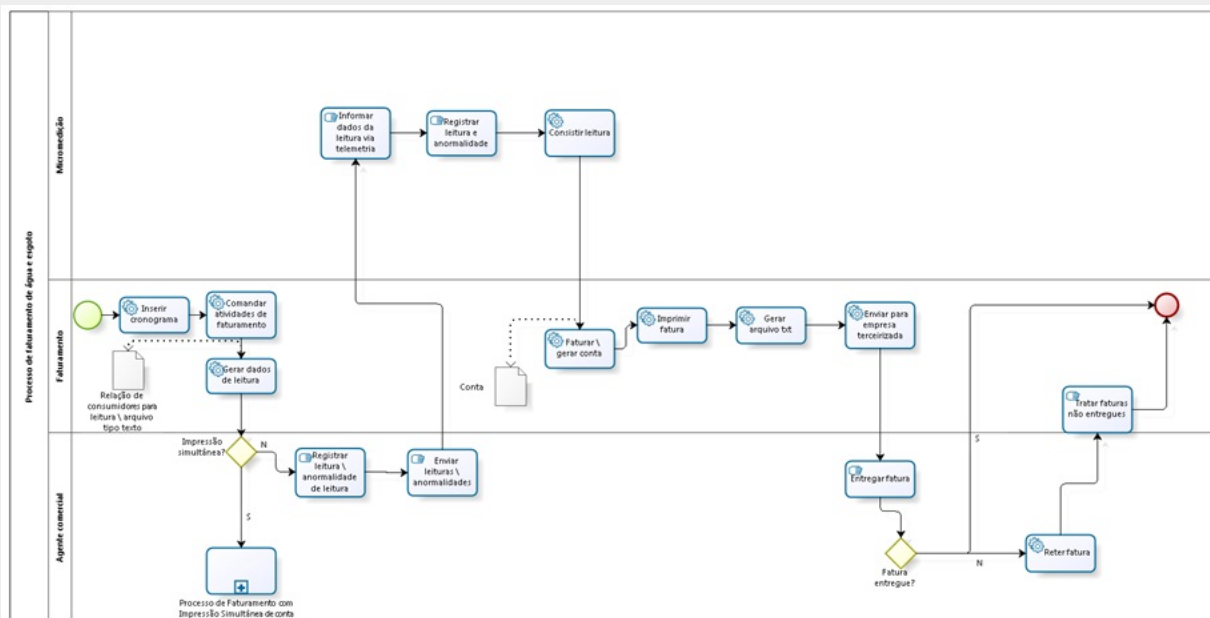 Processo de faturamento de água e esgoto
Micromedição
Informar
dados da
leitura via
telemetria
Registrar
leitura e
anormalidade
Consistir leitura
Faturamento
Inserir
cronograma
Comandar
atividades de
faturamento
Gerar dados
de leitura
Relação de
consumidores para
leitura \ arquivo
tipo texto
Conta
Faturar \
gerar conta
Imprimir
fatura
Gerar
arquivo txt
Enviar para
empresa
terceirizada
Tratar faturas
não entregues
Agente comercial
Impressão
simultânea?
N
S
Registrar
leitura \
anormalidade
de leitura
Enviar
leituras \
anormalidades
Processo de Faturamento com
Impressão Simultânea de conta
Entregar fatura
Fatura
entregue?
S
N
Reter fatura